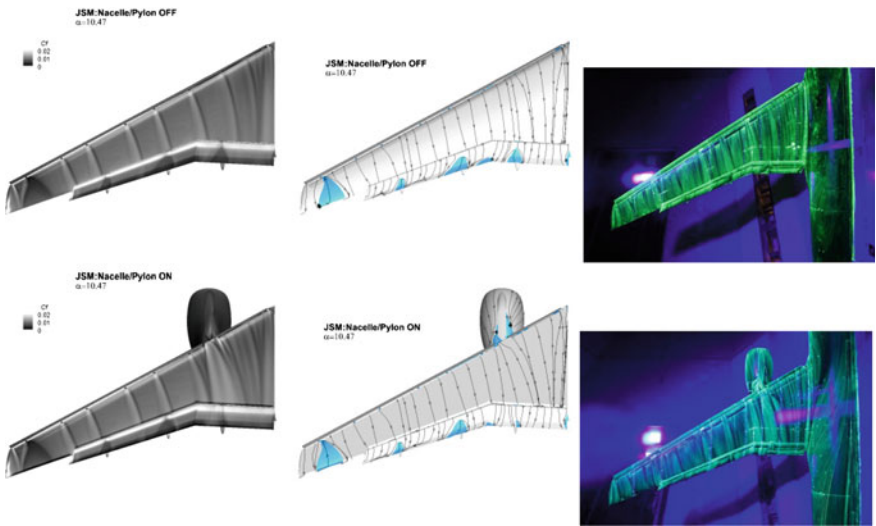 JSM:Nacelle/Pylon OFF
α=10.47
CF
0.02
0.01
0
JSM:Nacelle/Pylon OFF
α=10.47
JSM:Nacelle/Pylon ON
α=10.47
CF
0.02
0.01
0
JSM:Nacelle/Pylon ON
α=10.47